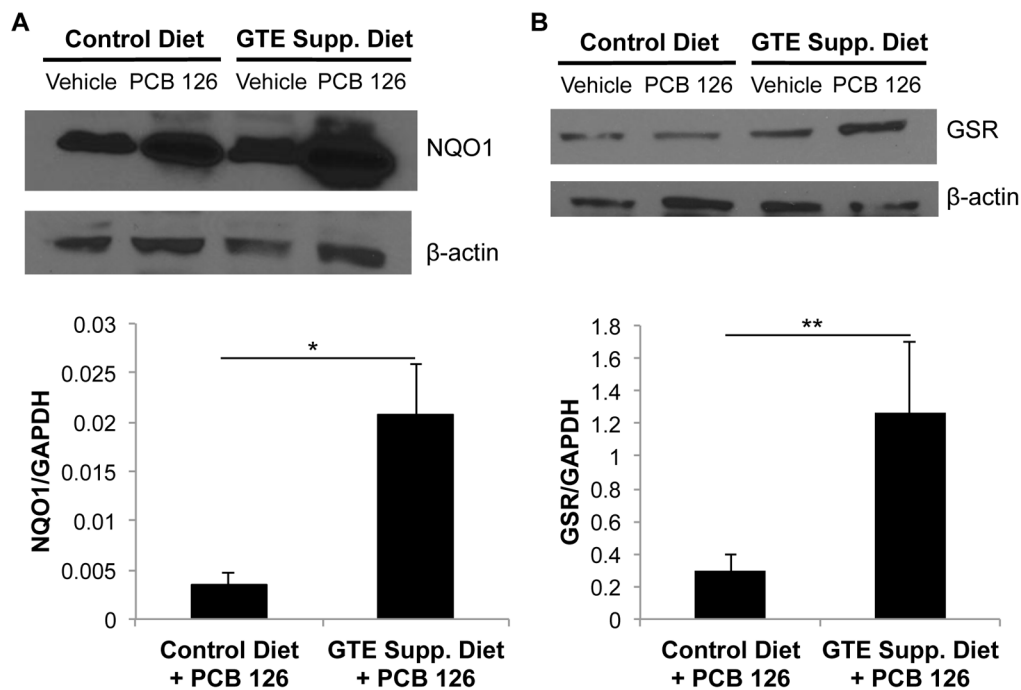 A
Control Diet GTE Supp. Diet
Vehicle PCB 126 Vehicle PCB 126
NQO1
β-actin
0.03
0.025
0.02
0.015
0.01
0.005
0
NQO1/GAPDH
*
Control Diet + PCB 126
GTE Supp. Diet + PCB 126
B
Control Diet GTE Supp. Diet
Vehicle PCB 126 Vehicle PCB 126
GSR
β-actin
1.8
1.6
1.4
1.2
1
0.8
0.6
0.4
0.2
0
GSR/GAPDH
**
Control Diet + PCB 126
GTE Supp. Diet + PCB 126